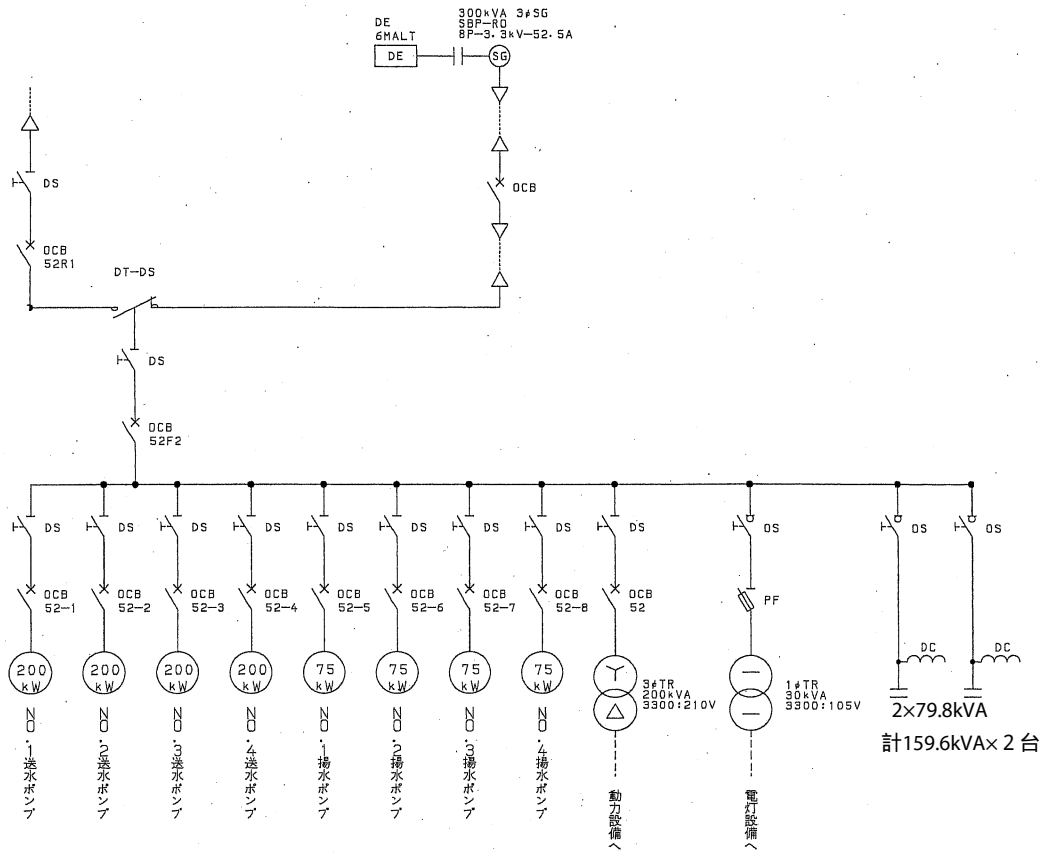 300kVA 3φSG
SBP-RO
8P-3.3kV-52.5A
DE
6MALT
DE
SG
DS
OCB
OCB
52R1
DT-DS
DS
OCB
52F2
DS
DS
DS
DS
DS
DS
DS
DS
DS
OS
OS
OS
OCB
52-1
OCB
52-2
OCB
52-3
OCB
52-4
OCB
52-5
OCB
52-6
OCB
52-7
OCB
52-8
OCB
52
PF
DC
DC
200
kW
200
kW
200
kW
200
kW
75
kW
75
kW
75
kW
75
kW
3φTR
200kVA
3300:210V
1φTR
30kVA
3300:105V
2×79.8kVA
計159.6kVA×2台
NO.1送水ポンプ
NO.2送水ポンプ
NO.3送水ポンプ
NO.4送水ポンプ
NO.1揚水ポンプ
NO.2揚水ポンプ
NO.3揚水ポンプ
NO.4揚水ポンプ
動力設備へ
電灯設備へ